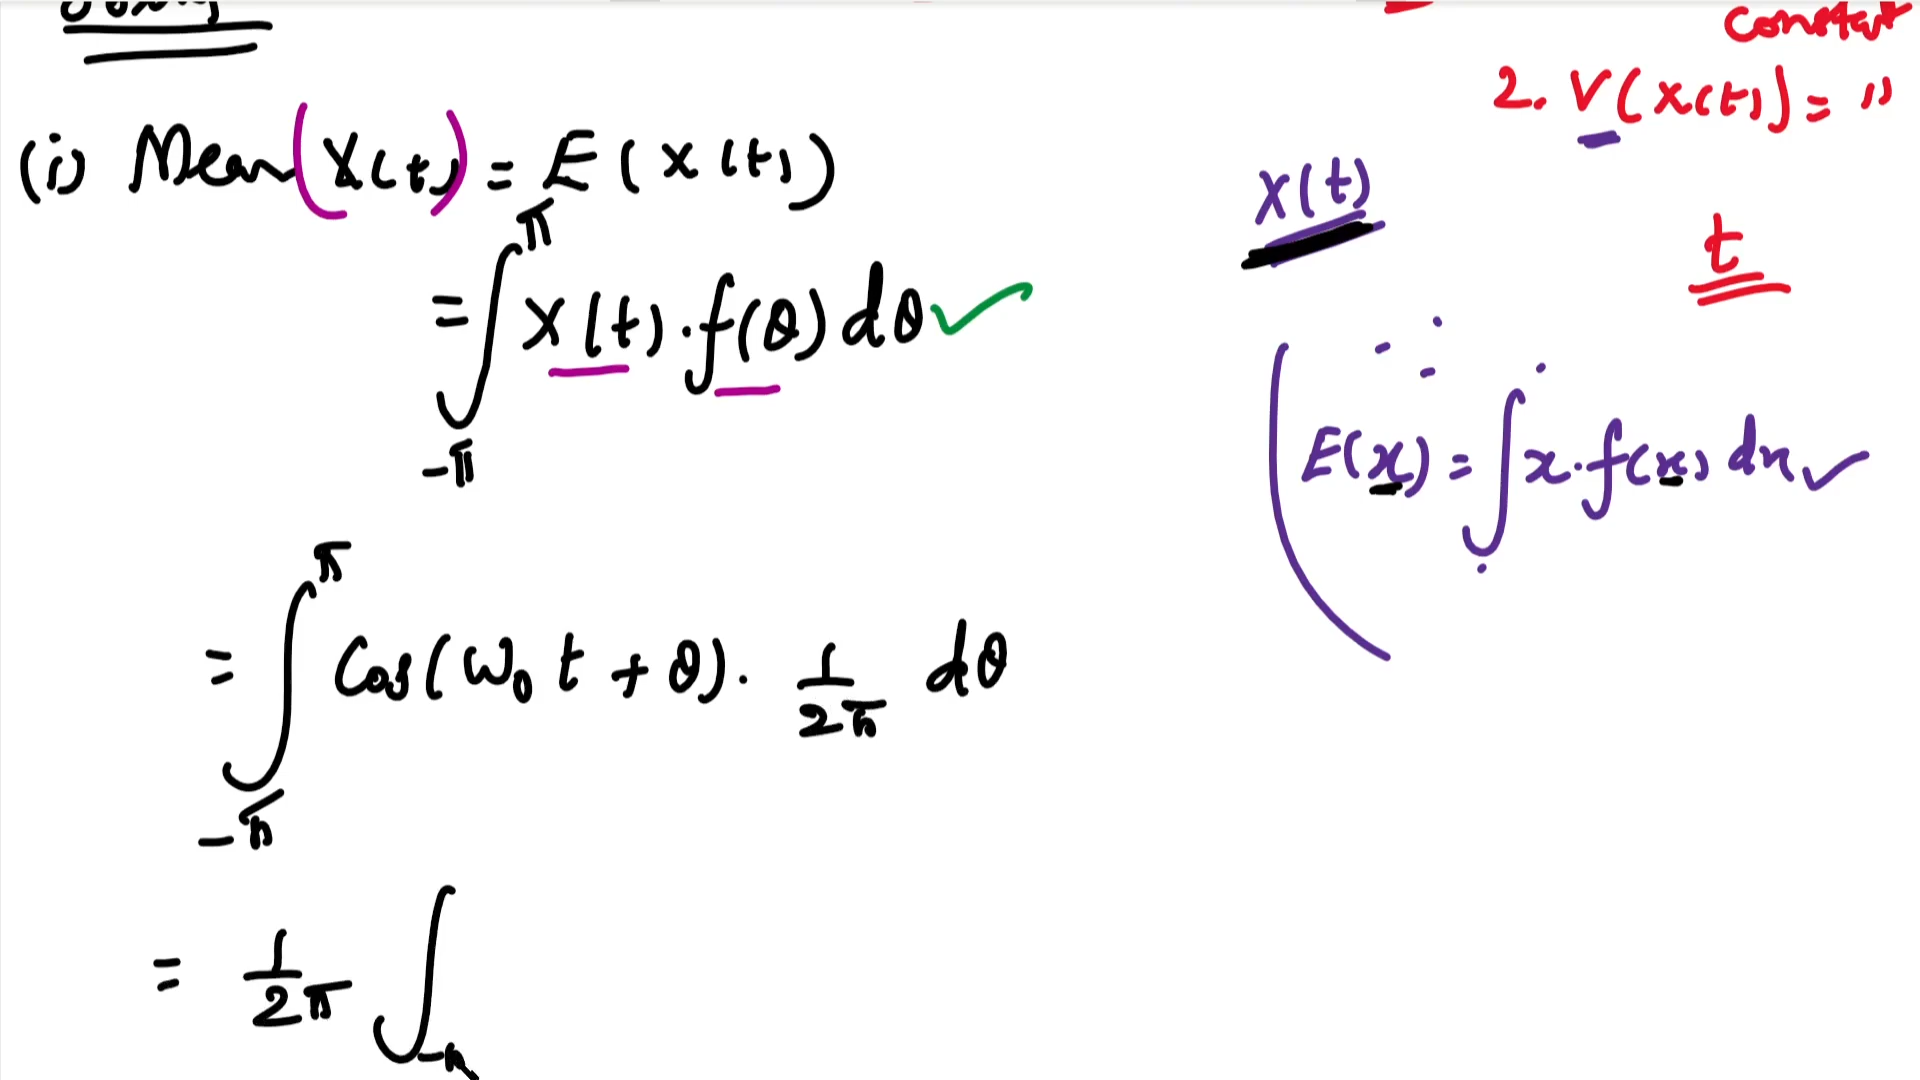 constant
2. V(X(t)) = "
(i) Mean(X(t)) = E(X(t))
X(t)
t
= ∫_{-π}^{π} X(t).f(θ) dθ ✓
(E(x) = ∫ x.f(x) dx ✓
= ∫_{-π}^{π} Cos(ω₀t + θ). 1/2π dθ
= 1/2π ∫_{-π}